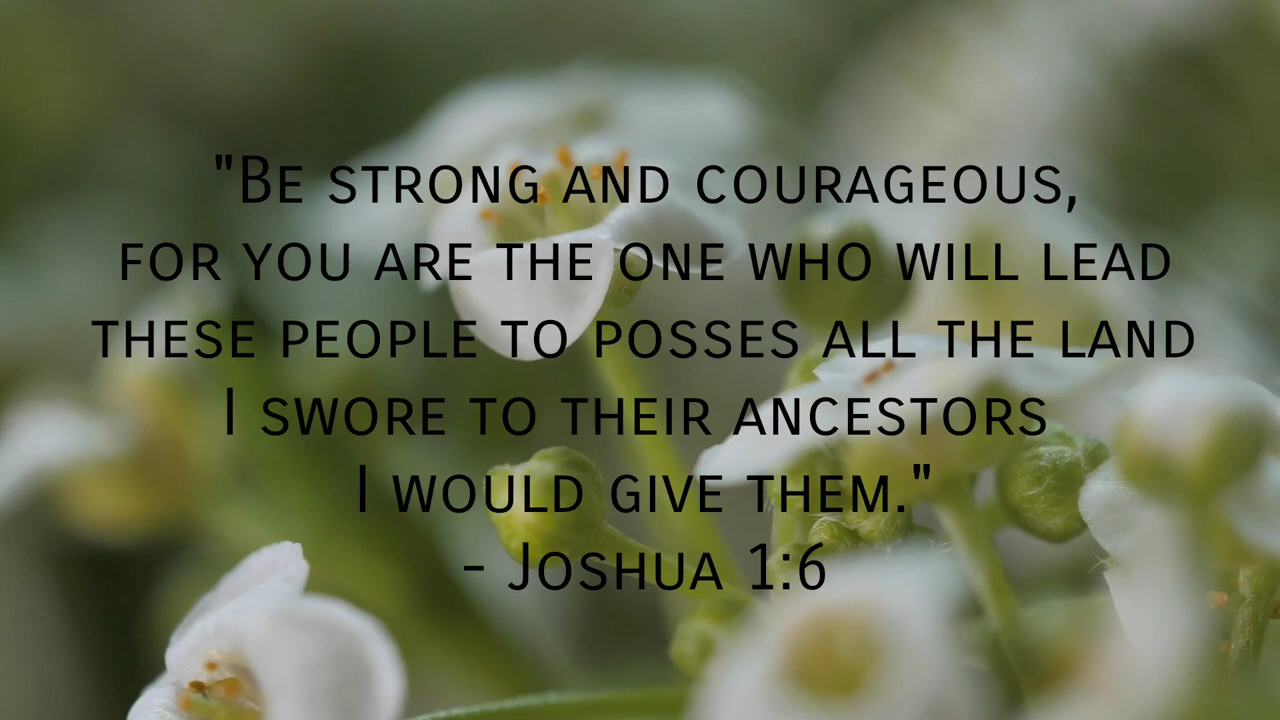 "Be strong and courageous,
for you are the one who will lead
these people to posses all the land
I swore to their ancestors
I would give them."
- Joshua 1:6